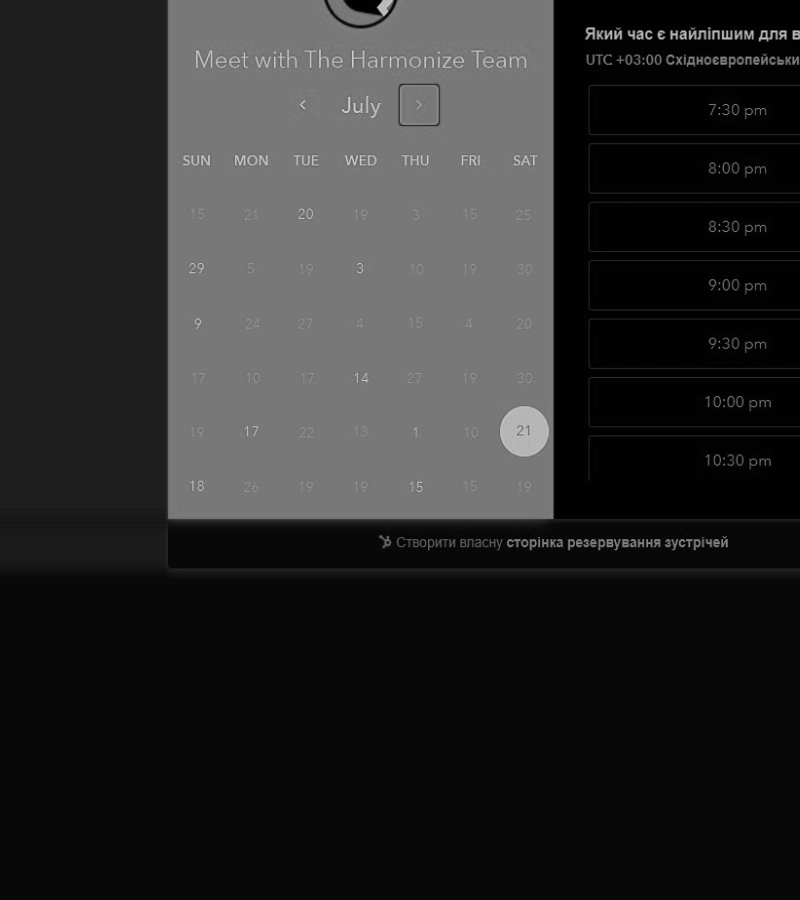 Meet with The Harmonize Team
July
SUN MON TUE WED THU FRI SAT
15 21 20 19 3 15 25
29 5 19 3 10 19 30
9 24 27 4 15 4 20
17 10 17 14 27 19 30
19 17 22 13 1 10 21
18 26 19 19 15 15 19
Який час є найліпшим для в
UTC +03:00 Східноєвропейськи
7:30 pm
8:00 pm
8:30 pm
9:00 pm
9:30 pm
10:00 pm
10:30 pm
Створити власну сторінка резервування зустрічей